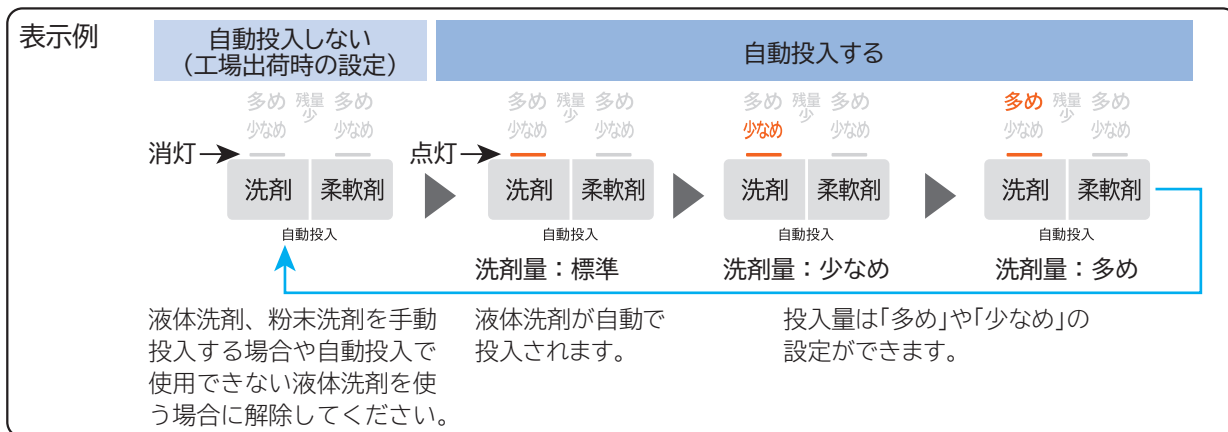 表示例
自動投入しない
（工場出荷時の設定）
自動投入する
多め 残量少 多め
少なめ 少なめ
消灯
洗剤 柔軟剤
自動投入
多め 残量少 多め
少なめ 少なめ
点灯
洗剤 柔軟剤
自動投入
洗剤量：標準
多め 残量少 多め
少なめ 少なめ
洗剤 柔軟剤
自動投入
洗剤量：少なめ
多め 残量少 多め
少なめ 少なめ
洗剤 柔軟剤
自動投入
洗剤量：多め
液体洗剤、粉末洗剤を手動
投入する場合や自動投入で
使用できない液体洗剤を使
う場合に解除してください。
液体洗剤が自動で
投入されます。
投入量は「多め」や「少なめ」の
設定ができます。